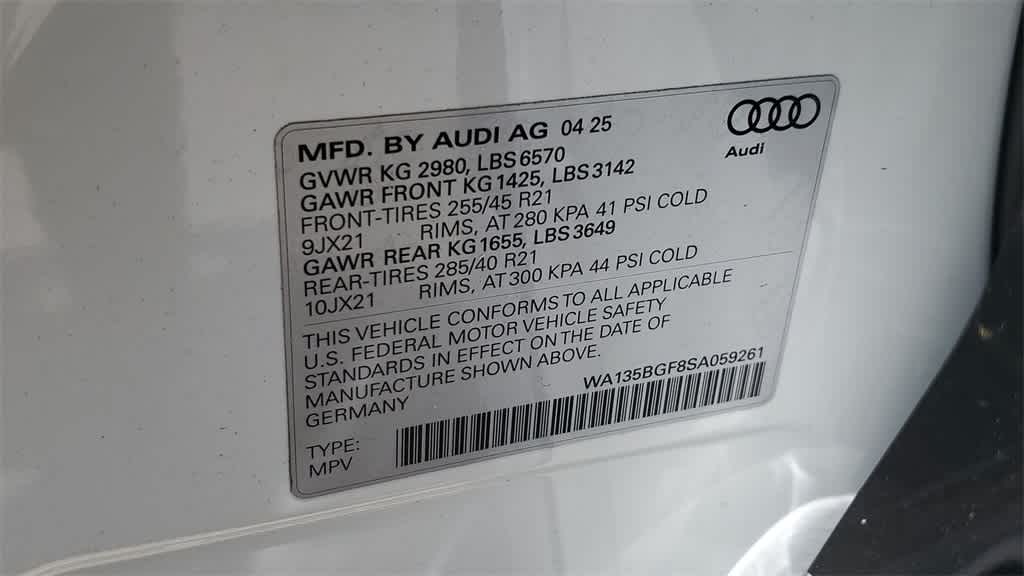 MFD. BY AUDI AG 04 25
Audi
GVWR KG 2980, LBS 6570
GAWR FRONT KG 1425, LBS 3142
FRONT-TIRES 255/45 R21
9JX21 RIMS, AT 280 KPA 41 PSI COLD
GAWR REAR KG 1655, LBS 3649
REAR-TIRES 285/40 R21
10JX21 RIMS, AT 300 KPA 44 PSI COLD
THIS VEHICLE CONFORMS TO ALL APPLICABLE
U.S. FEDERAL MOTOR VEHICLE SAFETY
STANDARDS IN EFFECT ON THE DATE OF
MANUFACTURE SHOWN ABOVE.
GERMANY
WA135BGF8SA059261
TYPE:
MPV